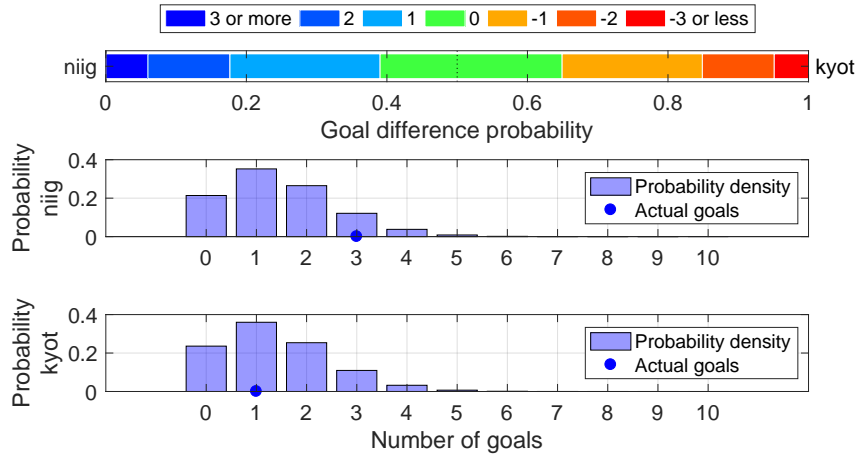 3 or more 2 1 0 -1 -2 -3 or less
niig kyot
0 0.2 0.4 0.6 0.8 1
Goal difference probability
Probability
niig
0.4
0.2
0
Probability density
Actual goals
0 1 2 3 4 5 6 7 8 9 10
Probability
kyot
0.4
0.2
0
Probability density
Actual goals
0 1 2 3 4 5 6 7 8 9 10
Number of goals